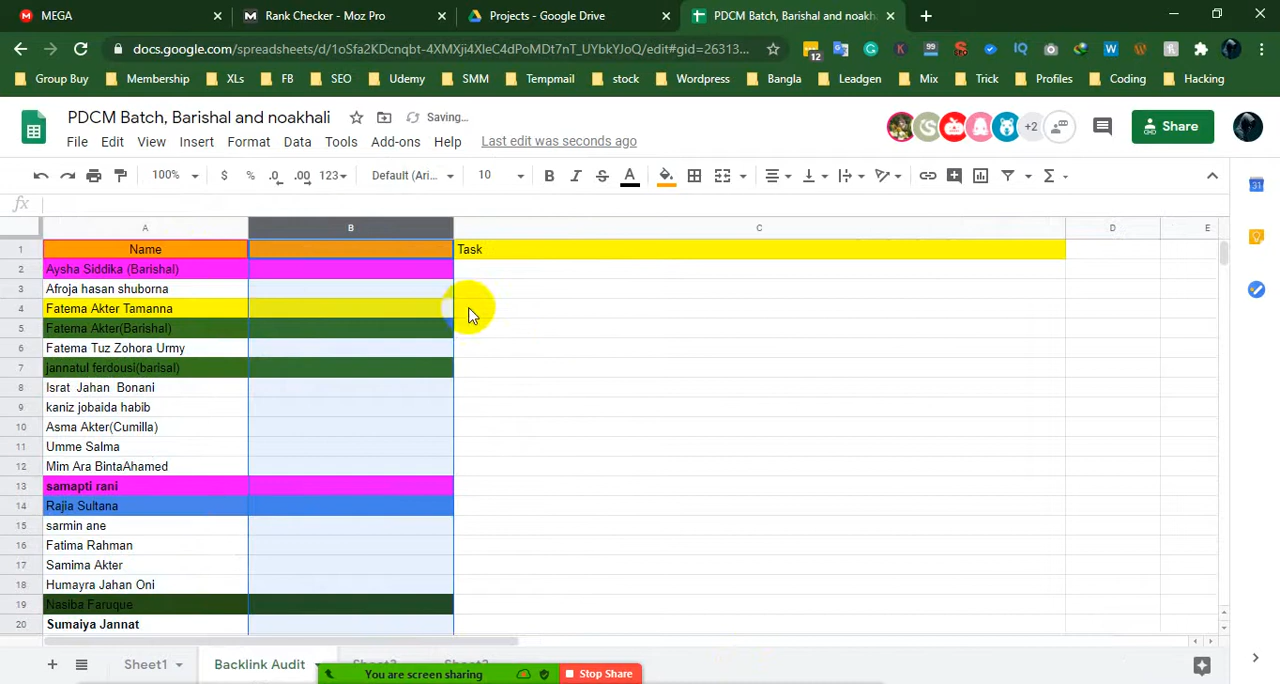 MEGA
Rank Checker - Moz Pro
Projects - Google Drive
PDCM Batch, Barishal and noakh
docs.google.com/spreadsheets/d/1oSfa2KDcnqbt-4XMXji4XleC4dPoMDt7nT_UYbkYJoQ/edit#gid=26313...
12
99
IQ
W
Group Buy
Membership
XLs
FB
SEO
Udemy
SMM
Tempmail
stock
Wordpress
Bangla
Leadgen
Mix
Trick
Profiles
Coding
Hacking
PDCM Batch, Barishal and noakhali
Saving...
+2
Share
File Edit View Insert Format Data Tools Add-ons Help
Last edit was seconds ago
100% $ % .0 .00 123 Default (Ari... 10 B I S A Σ
fx
A B C D E
1 Name Task
2 Aysha Siddika (Barishal)
3 Afroja hasan shuborna
4 Fatema Akter Tamanna
5 Fatema Akter(Barishal)
6 Fatema Tuz Zohora Urmy
7 jannatul ferdousi(barisal)
8 Israt Jahan Bonani
9 kaniz jobaida habib
10 Asma Akter(Cumilla)
11 Umme Salma
12 Mim Ara BintaAhamed
13 samapti rani
14 Rajia Sultana
15 sarmin ane
16 Fatima Rahman
17 Samima Akter
18 Humayra Jahan Oni
19 Nasiba Faruque
20 Sumaiya Jannat
Sheet1
Backlink Audit
You are screen sharing
Stop Share
31